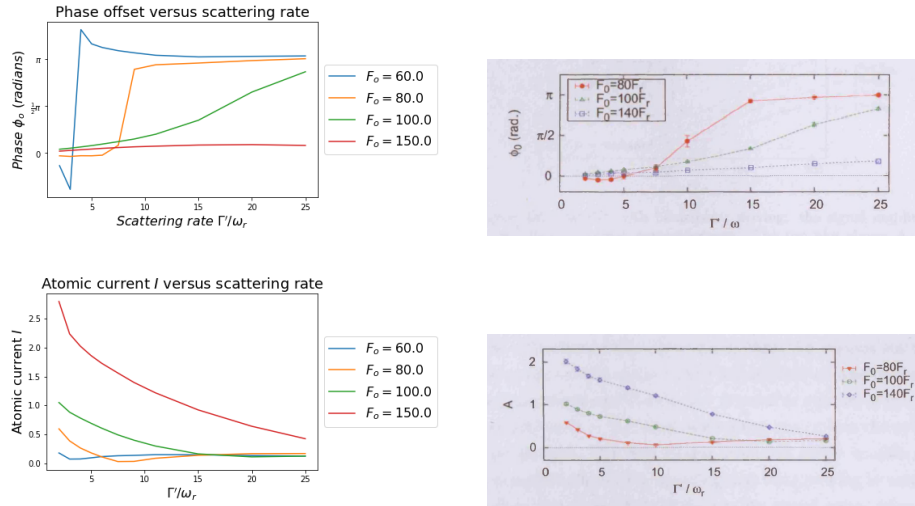 Phase offset versus scattering rate
Phase ϕₒ (radians)
π
½π
0
5
10
15
20
25
Scattering rate Γ'/ωᵣ
Fₒ = 60.0
Fₒ = 80.0
Fₒ = 100.0
Fₒ = 150.0
ϕ₀ (rad.)
π
π/2
0
F₀=80Fᵣ
F₀=100Fᵣ
F₀=140Fᵣ
0
5
10
15
20
25
Γ' / ω
Atomic current I versus scattering rate
Atomic current I
2.5
2.0
1.5
1.0
0.5
0.0
5
10
15
20
25
Γ'/ωᵣ
Fₒ = 60.0
Fₒ = 80.0
Fₒ = 100.0
Fₒ = 150.0
A
2
1
0
0
5
10
15
20
25
Γ' / ωᵣ
F₀=80Fᵣ
F₀=100Fᵣ
F₀=140Fᵣ